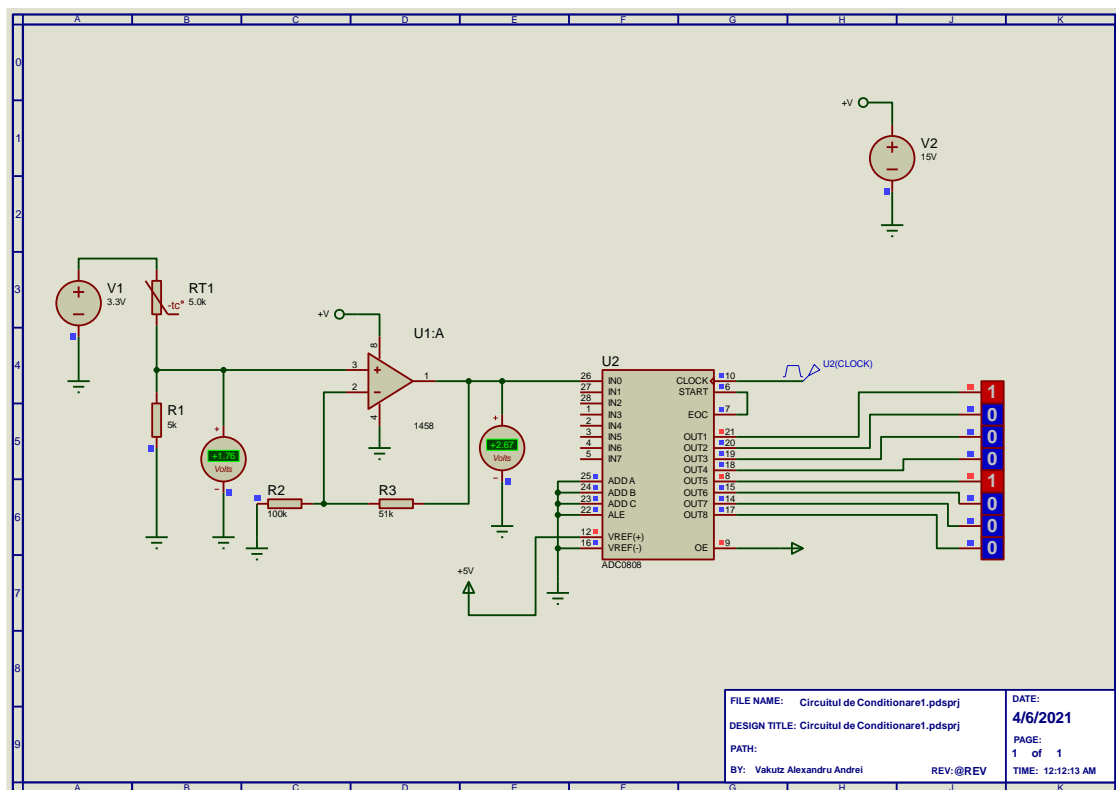 A B C D E F G H J K
0
1
2
3
4
5
6
7
8
9
+V
V2
15V
V1
3.3V
RT1
-tc°
5.0k
+V
U1:A
8
3
2
1
4
1458
R1
5k
+1.76
Volts
+2.67
Volts
R2
100k
R3
51k
U2
26 IN0 CLOCK 10
27 IN1 START 6
28 IN2
1 IN3 EOC 7
2 IN4
3 IN5 OUT1 21
4 IN6 OUT2 20
5 IN7 OUT3 19
OUT4 18
25 ADD A OUT5 8
24 ADD B OUT6 15
23 ADD C OUT7 14
22 ALE OUT8 17
12 VREF(+)
16 VREF(-) OE 9
ADC0808
U2(CLOCK)
1
0
0
0
1
0
0
0
+5V
FILE NAME: Circuitul de Conditionare1.pdsprj
DESIGN TITLE: Circuitul de Conditionare1.pdsprj
PATH:
BY: Vakutz Alexandru Andrei REV:@REV
DATE:
4/6/2021
PAGE:
1 of 1
TIME: 12:12:13 AM
A B C D E F G H J K